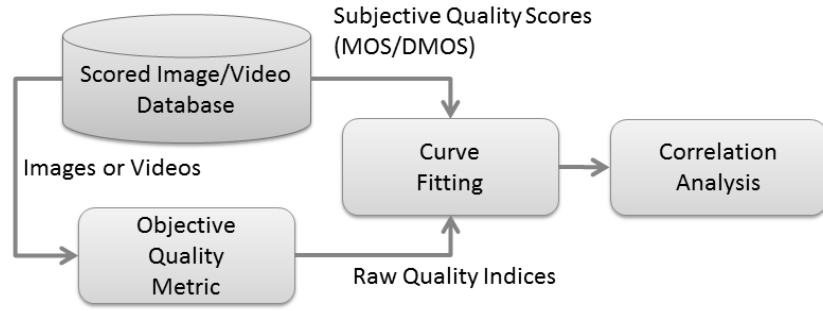 Subjective Quality Scores
(MOS/DMOS)
Scored Image/Video
Database
Images or Videos
Curve
Fitting
Correlation
Analysis
Objective
Quality
Metric
Raw Quality Indices